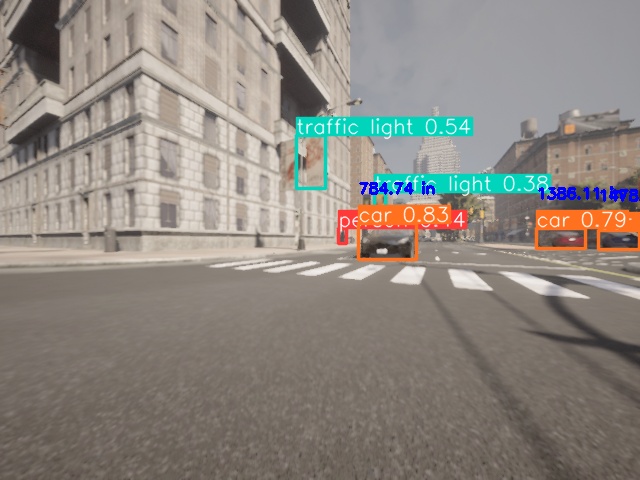 traffic light 0.54
traffic light 0.38
784.74 in
1386.11
car 0.83
car 0.79